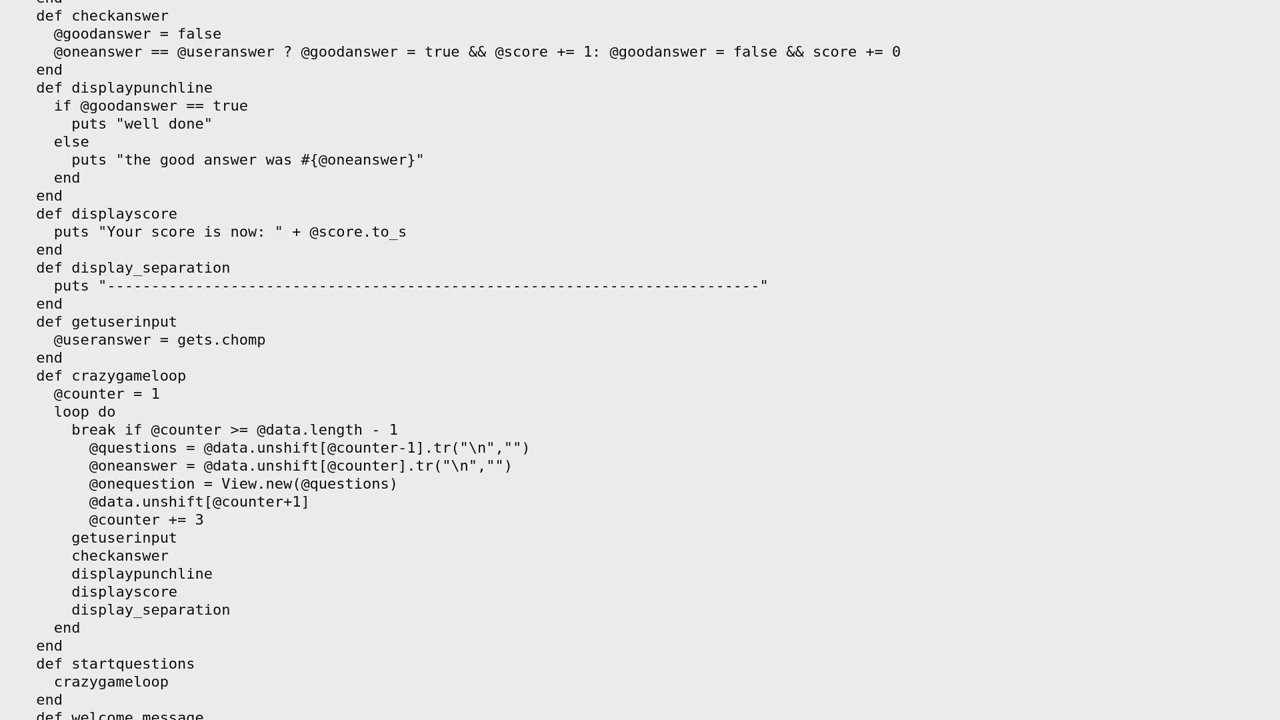 end
def checkanswer
@goodanswer = false
@oneanswer == @useranswer ? @goodanswer = true && @score += 1: @goodanswer = false && score += 0
end
def displaypunchline
if @goodanswer == true
puts "well done"
else
puts "the good answer was #{@oneanswer}"
end
end
def displayscore
puts "Your score is now: " + @score.to_s
end
def display_separation
puts "--------------------------------------------------------------------------"
end
def getuserinput
@useranswer = gets.chomp
end
def crazygameloop
@counter = 1
loop do
break if @counter >= @data.length - 1
@questions = @data.unshift[@counter-1].tr("\n","")
@oneanswer = @data.unshift[@counter].tr("\n","")
@onequestion = View.new(@questions)
@data.unshift[@counter+1]
@counter += 3
getuserinput
checkanswer
displaypunchline
displayscore
display_separation
end
end
def startquestions
crazygameloop
end
def welcome_message